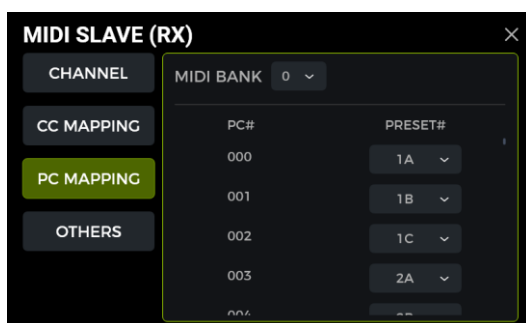 MIDI SLAVE (RX)
CHANNEL
CC MAPPING
PC MAPPING
OTHERS
MIDI BANK 0
PC# PRESET#
000 1A
001 1B
002 1C
003 2A